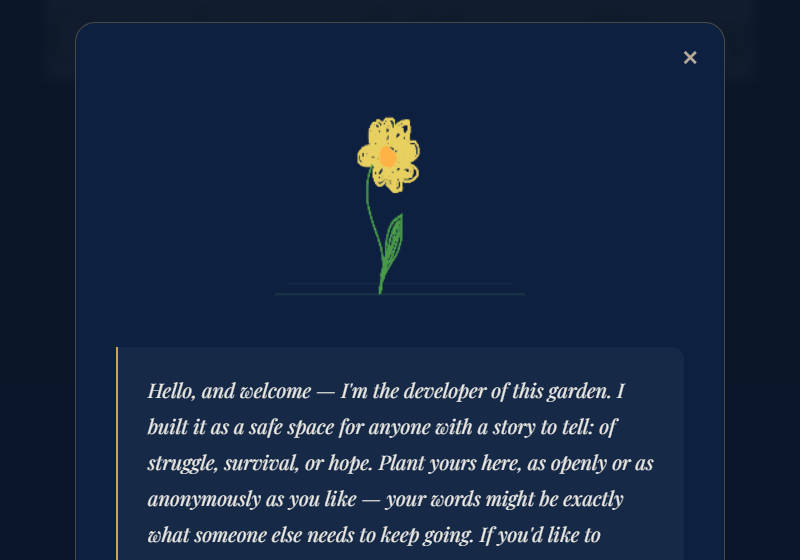 ×
Hello, and welcome — I'm the developer of this garden. I
built it as a safe space for anyone with a story to tell: of
struggle, survival, or hope. Plant yours here, as openly or as
anonymously as you like — your words might be exactly
what someone else needs to keep going. If you'd like to